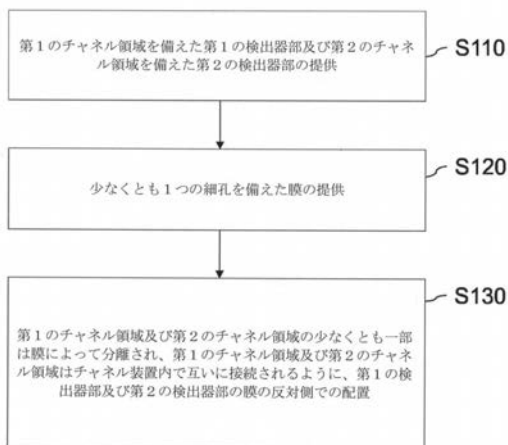 第１のチャネル領域を備えた第１の検出器部及び第２のチャネ
ル領域を備えた第２の検出器部の提供
S110
少なくとも１つの細孔を備えた膜の提供
S120
第１のチャネル領域及び第２のチャネル領域の少なくとも一部
は膜によって分離され、第１のチャネル領域及び第２のチャネ
ル領域はチャネル装置内で互いに接続されるように、第１の検
出器部及び第２の検出器部の膜の反対側での配置
S130